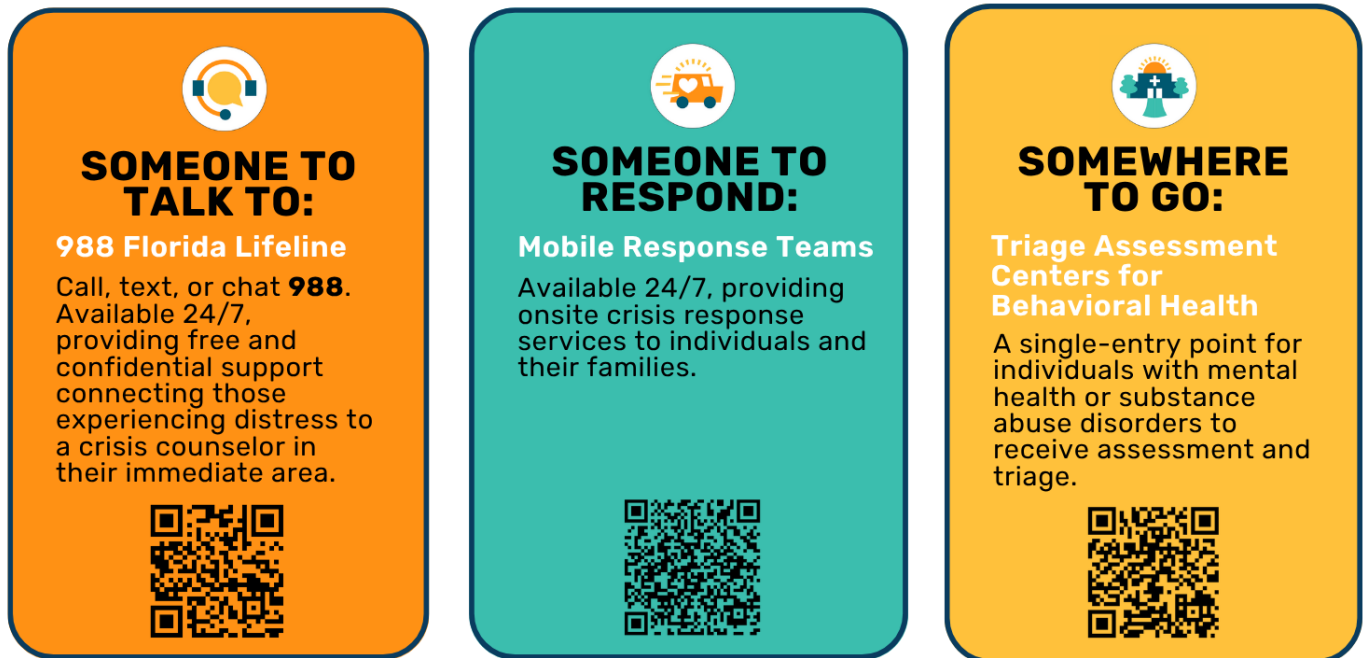 SOMEONE TO
TALK TO:
988 Florida Lifeline
Call, text, or chat 988.
Available 24/7,
providing free and
confidential support
connecting those
experiencing distress to
a crisis counselor in
their immediate area.
SOMEONE TO
RESPOND:
Mobile Response Teams
Available 24/7, providing
onsite crisis response
services to individuals and
their families.
SOMEWHERE
TO GO:
Triage Assessment
Centers for
Behavioral Health
A single-entry point for
individuals with mental
health or substance
abuse disorders to
receive assessment and
triage.